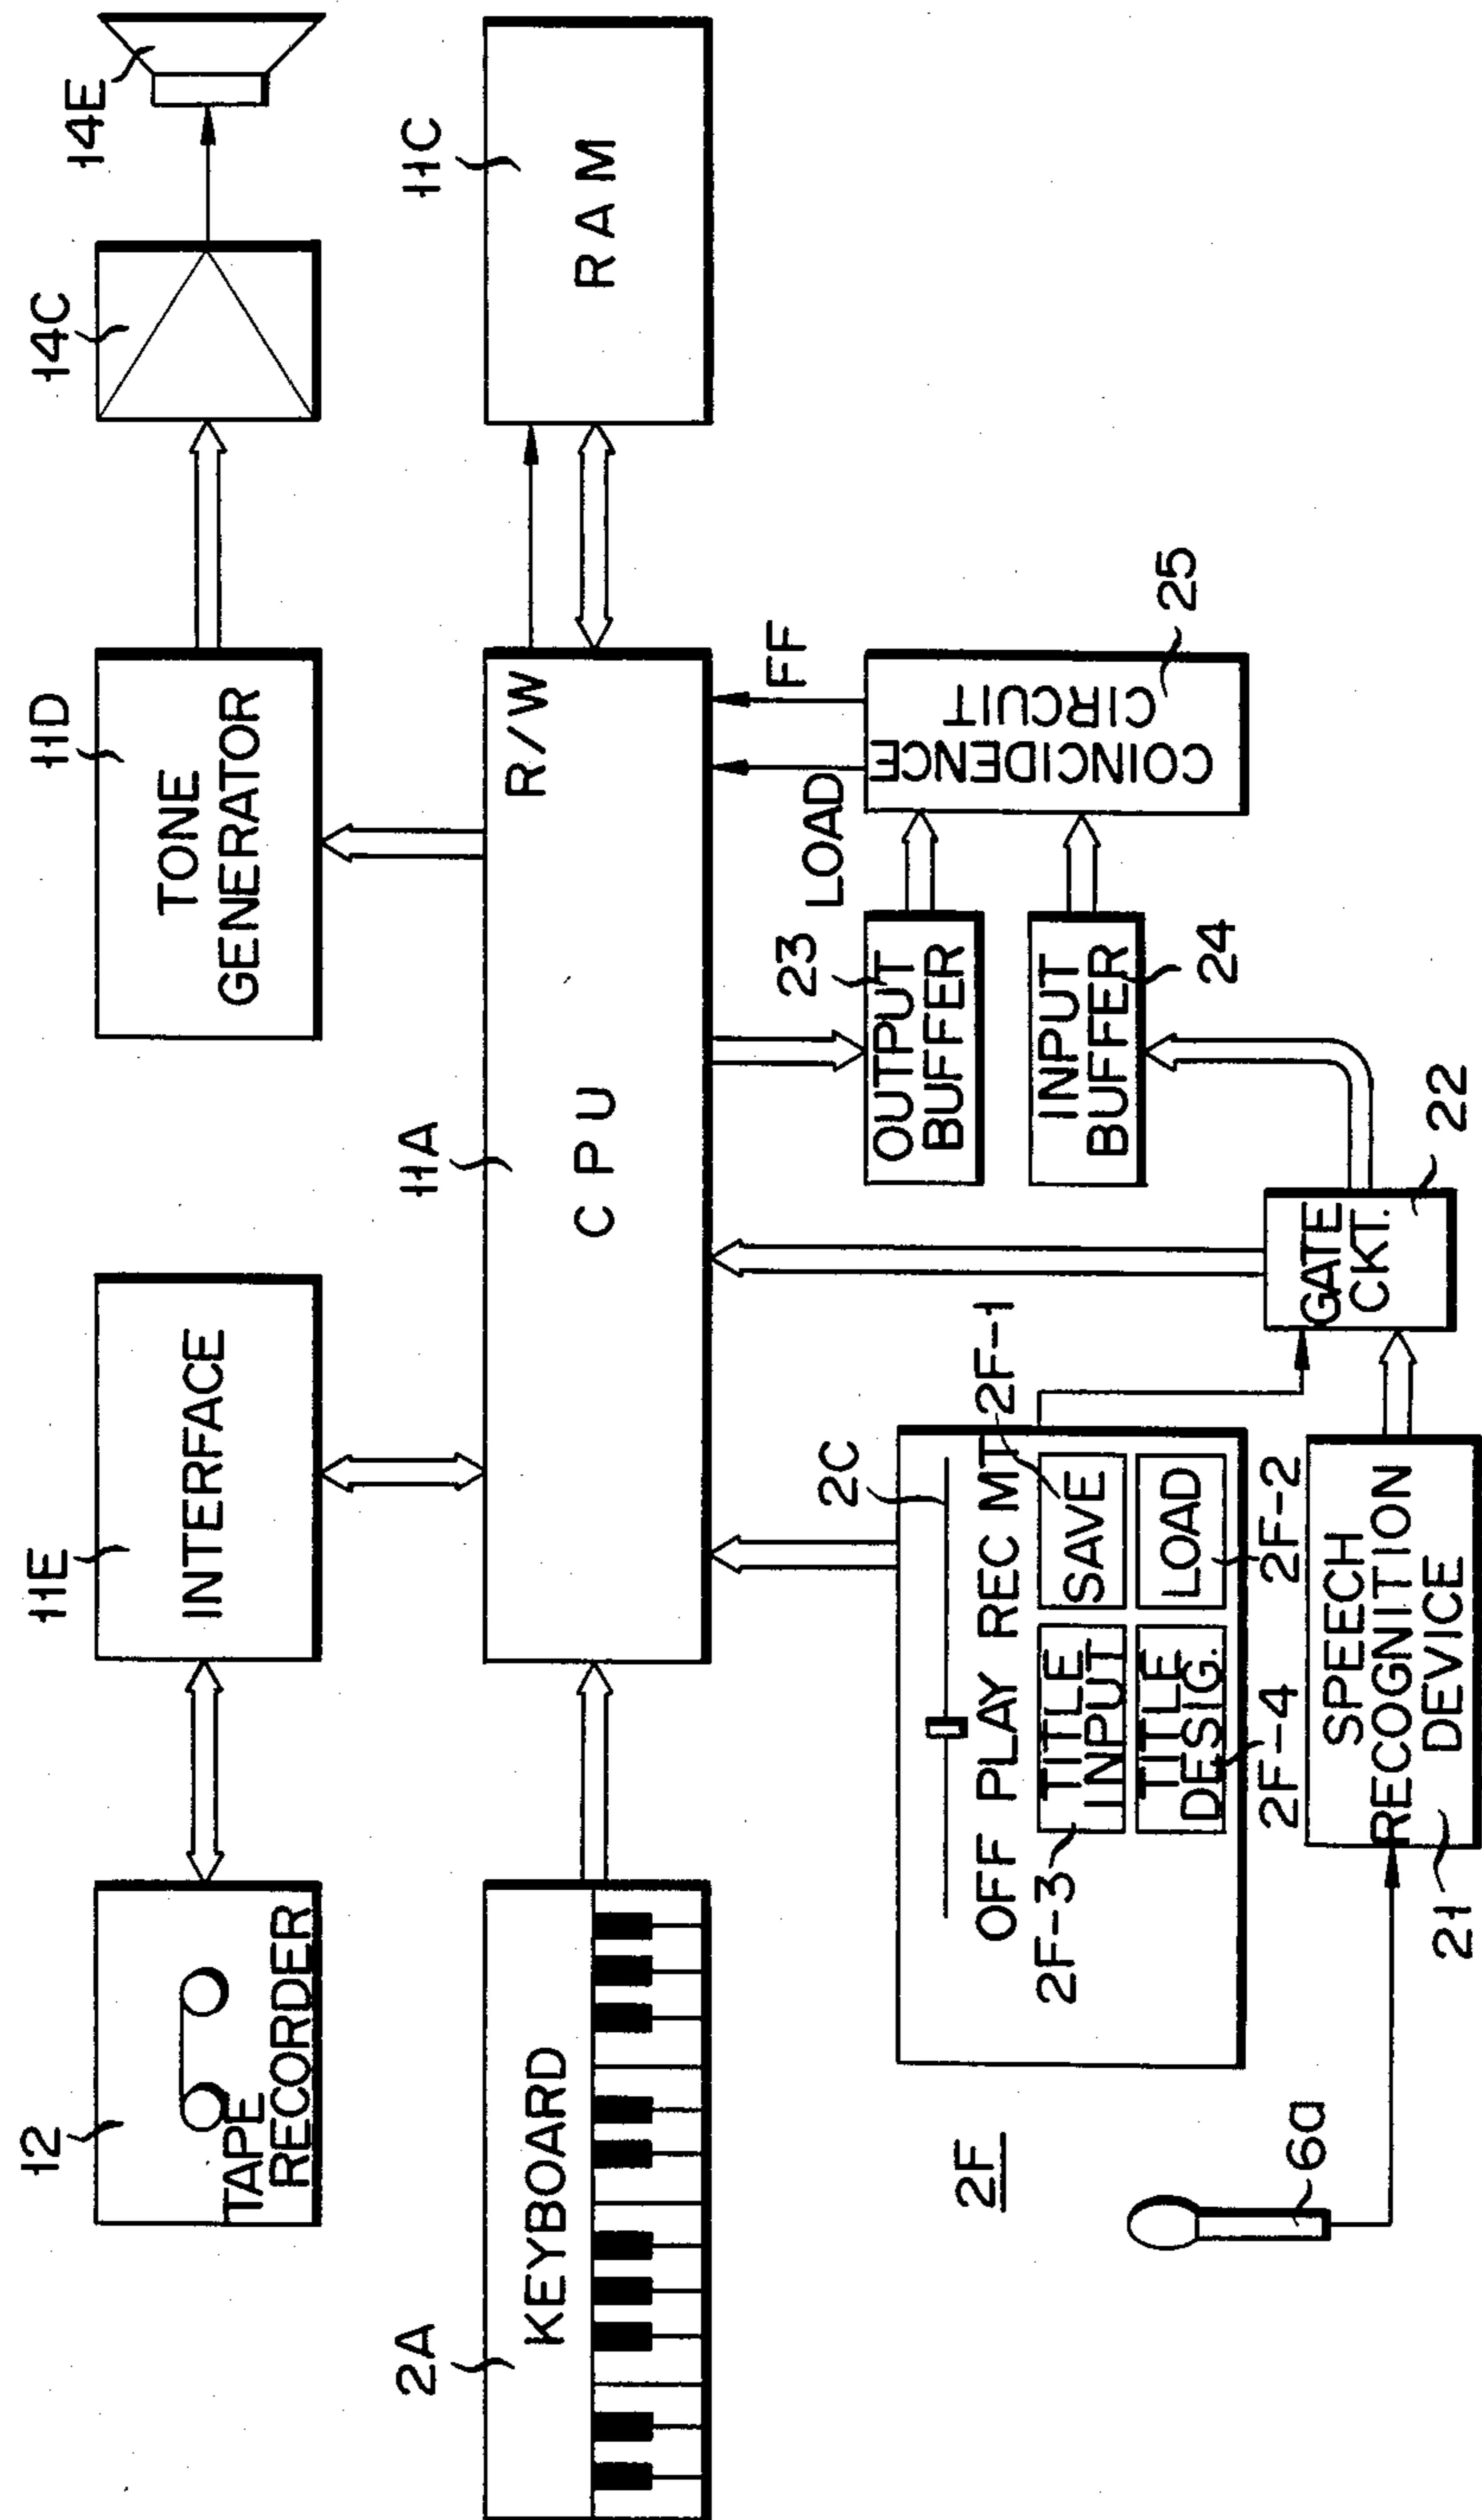 12
TAPE
RECORDER
11E
INTERFACE
11D
TONE
GENERATOR
14C
14E
2A
KEYBOARD
11A
CPU
R/W
11C
RAM
2F
2C
OFF PLAY REC MT
2F-1
2F-3
TITLE
INPUT
SAVE
TITLE
DESIG.
LOAD
2F-4
2F-2
23
OUTPUT
BUFFER
LOAD
FF
INPUT
BUFFER
24
COINCIDENCE
CIRCUIT
25
GATE
CKT.
22
6a
SPEECH
RECOGNITION
DEVICE
21